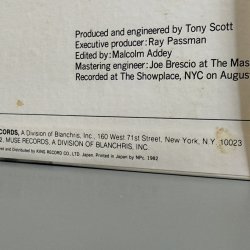 Produced and engineered by Tony Scott
Executive producer: Ray Passman
Edited by: Malcolm Addey
Mastering engineer: Joe Brescio at The Mas
Recorded at The Showplace, NYC on August
ECORDS, A Division of Blanchris, Inc., 160 West 71st Street, New York, N.Y. 10023
2, MUSE RECORDS, A DIVISION OF BLANCHRIS, INC.
and Distributed by KING RECORD CO., LTD. Japan. Printed in Japan by NPc. 1982